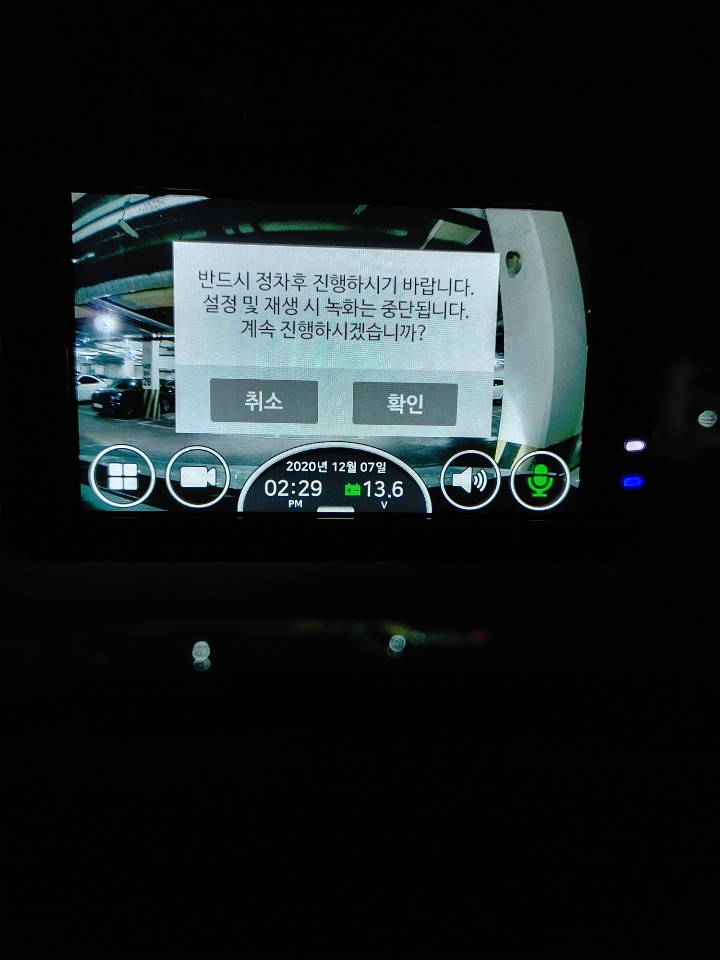 반드시 정차후 진행하시기 바랍니다.
설정 및 재생 시 녹화는 중단됩니다.
계속 진행하시겠습니까?
취소
확인
2020년 12월 07일
02:29
PM
13.6
V